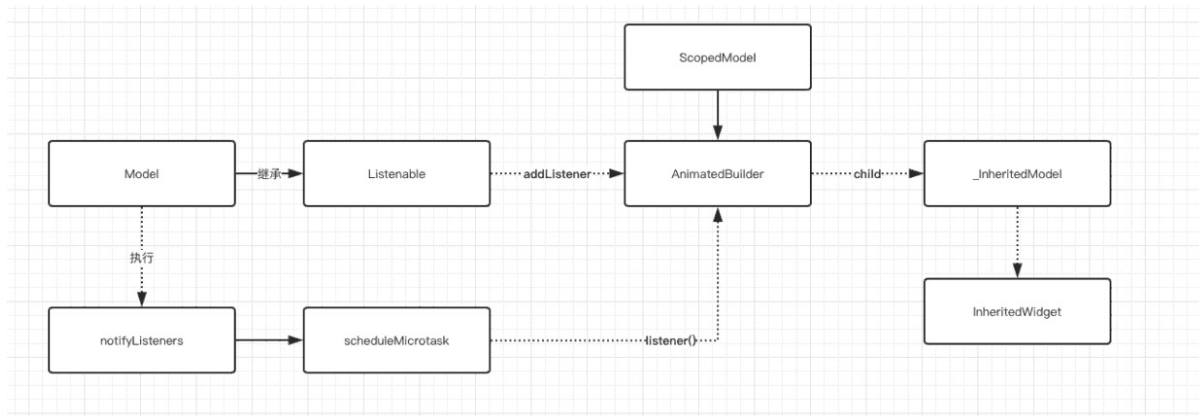 ScopedModel
Model
继承
Listenable
addListener
AnimatedBuilder
child
_InheritedModel
执行
InheritedWidget
notifyListeners
scheduleMicrotask
listener()